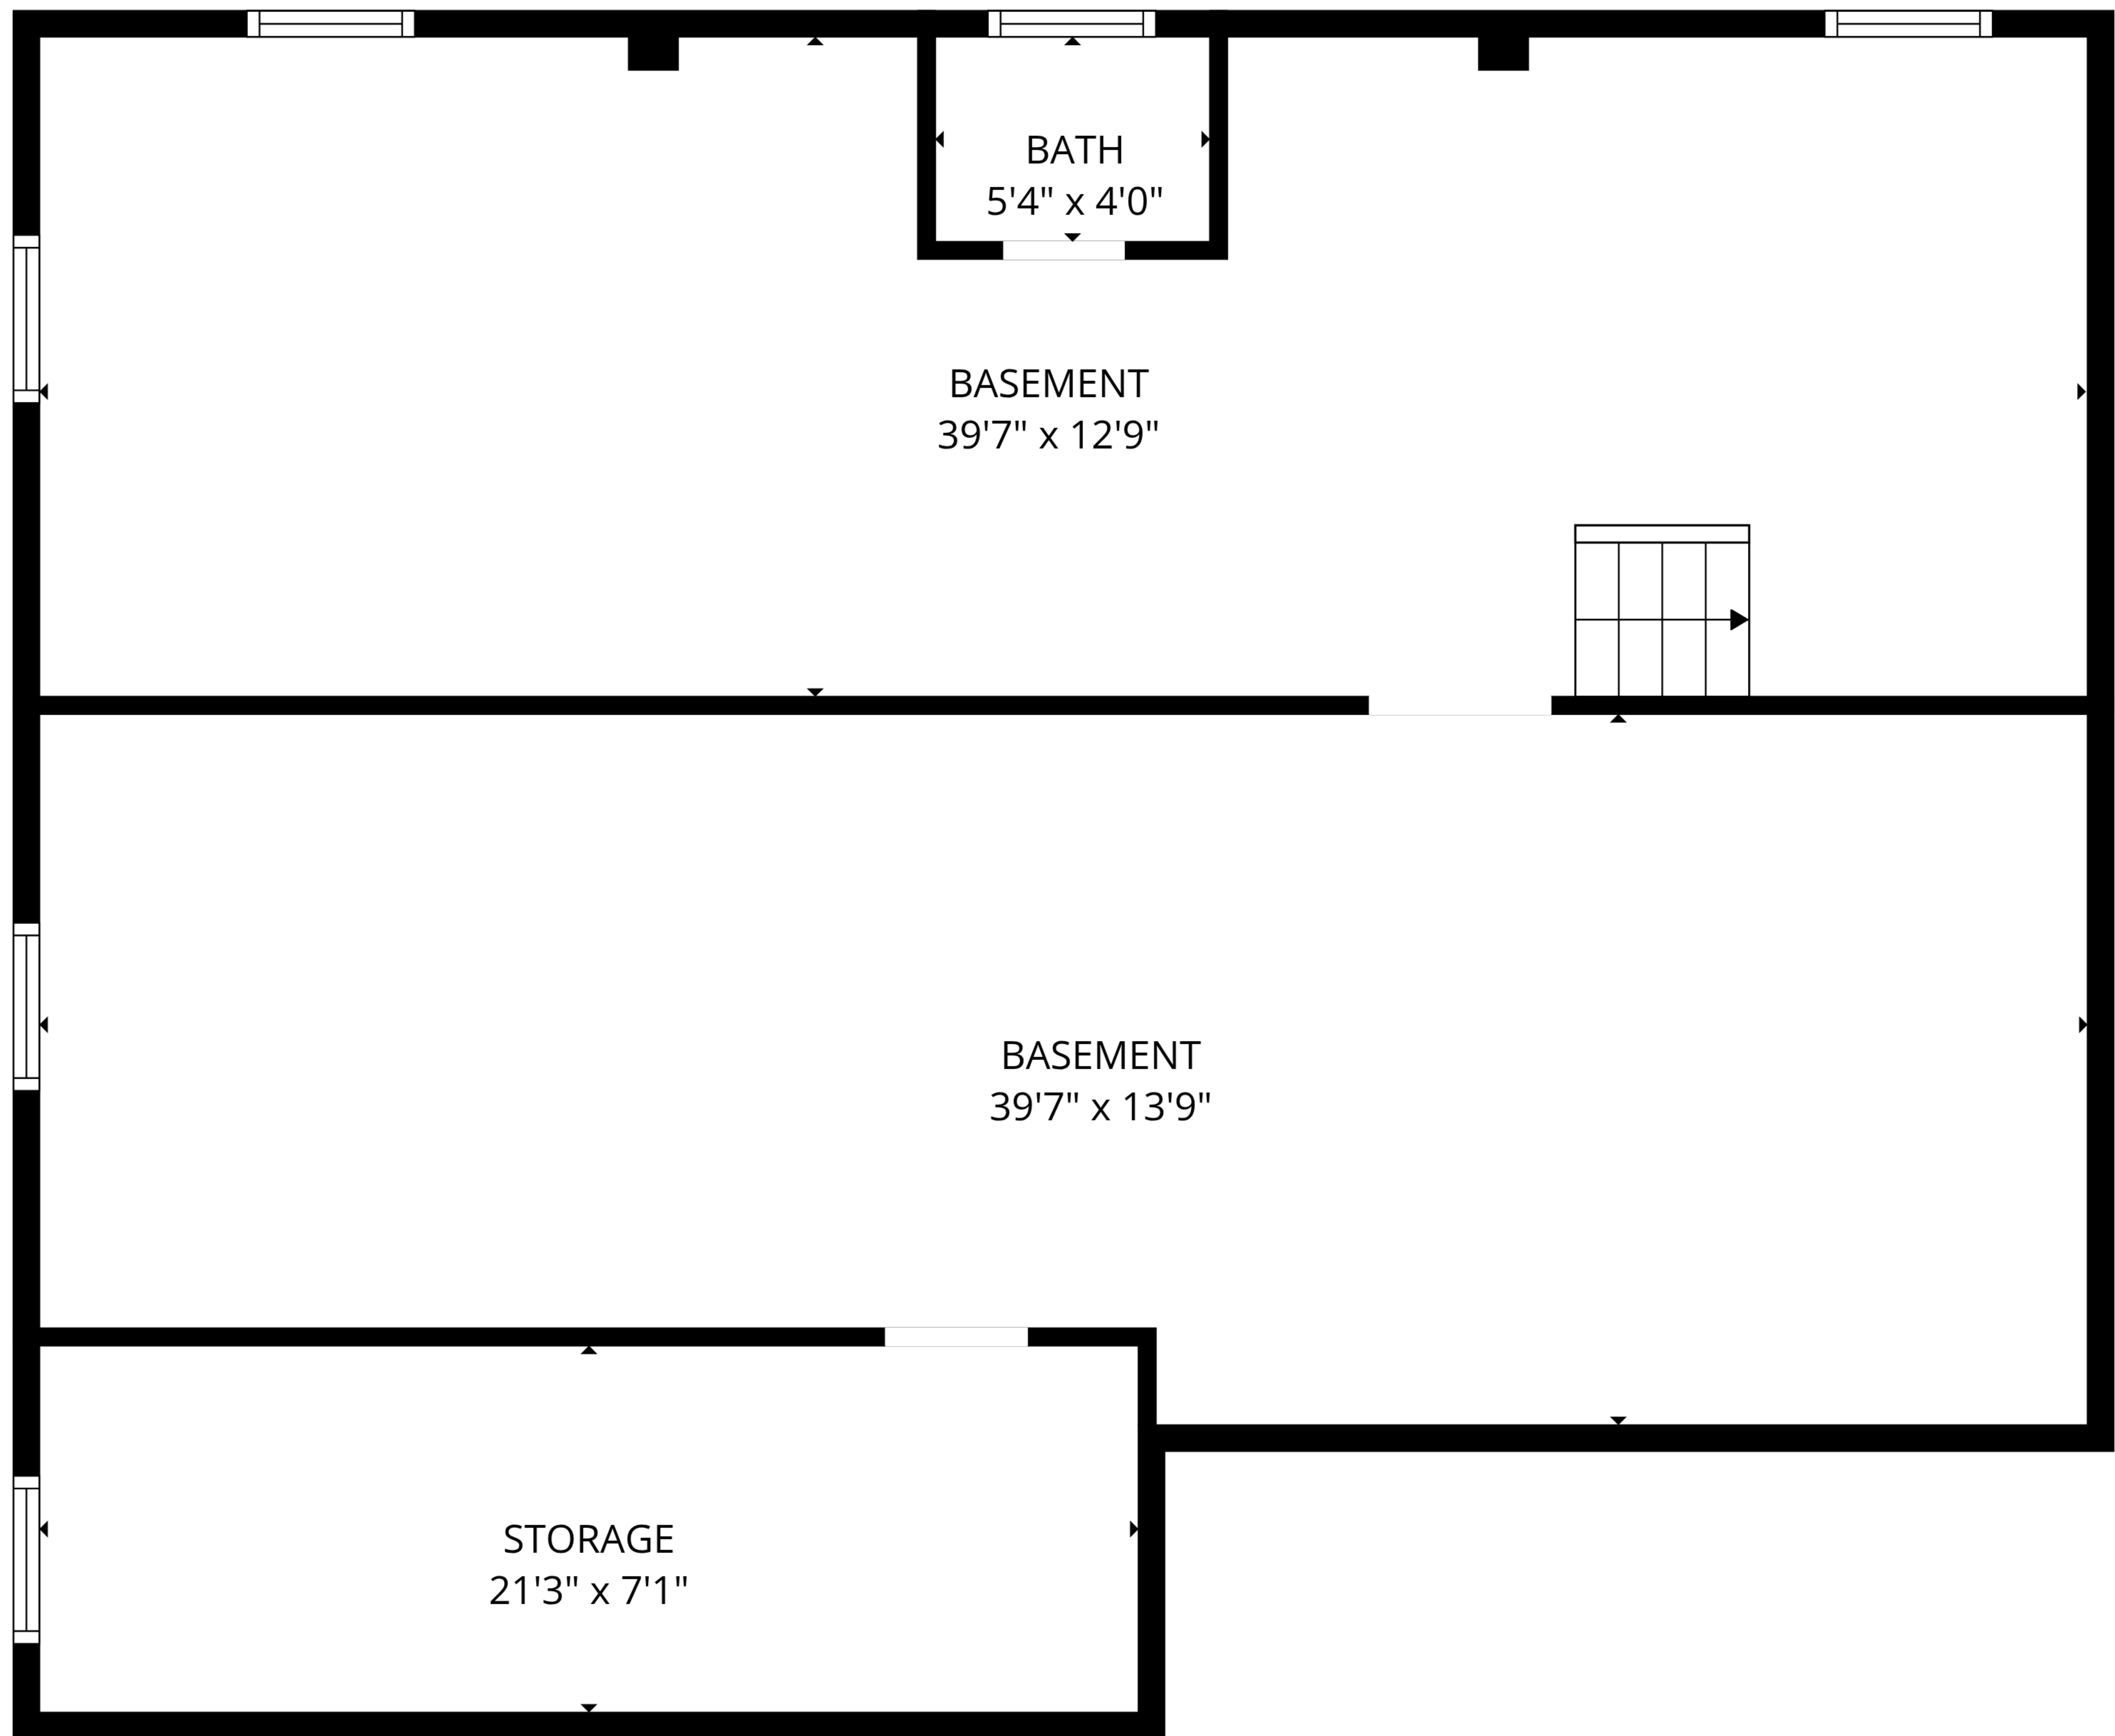 BATH
5'4" x 4'0"
BASEMENT
39'7" x 12'9"
BASEMENT
39'7" x 13'9"
STORAGE
21'3" x 7'1"